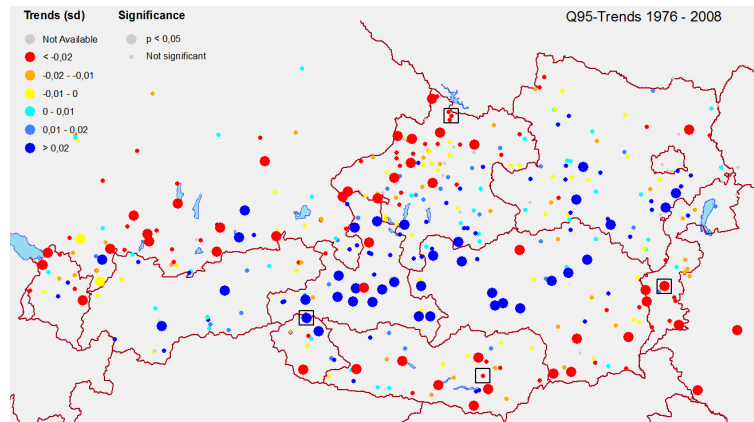 Trends (sd)
Significance
Q95-Trends 1976 - 2008
Not Available
p < 0,05
< -0,02
Not significant
-0,02 - -0,01
-0,01 - 0
0 - 0,01
0,01 - 0,02
> 0,02